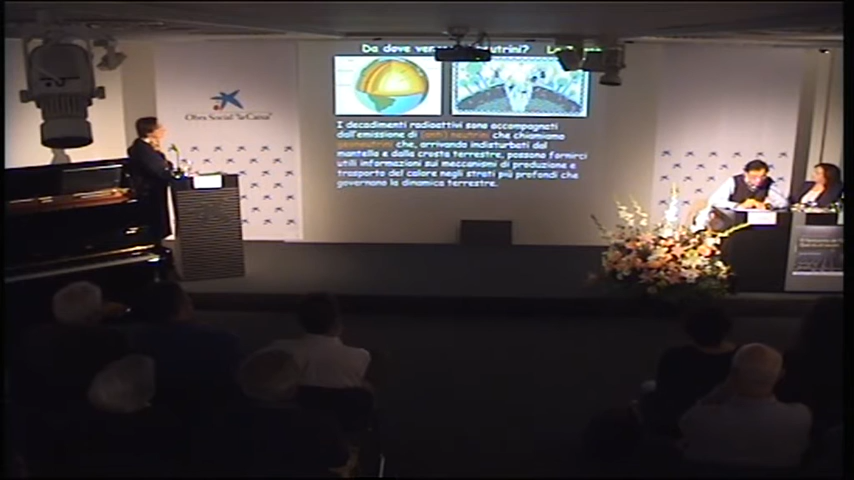 Da dove neutrini?
I decadimenti radioattivi sono accompagnati
dall'emissione di (anti) neutrini che chiamiamo
geoneutrini che, arrivando indisturbati dal
mantello e dalla crosta terrestre, possono fornirci
utili informazioni sui meccanismi di produzione e
trasporto del calore negli strati più profondi che
governano la dinamica terrestre.
Obra Social "la Caixa"